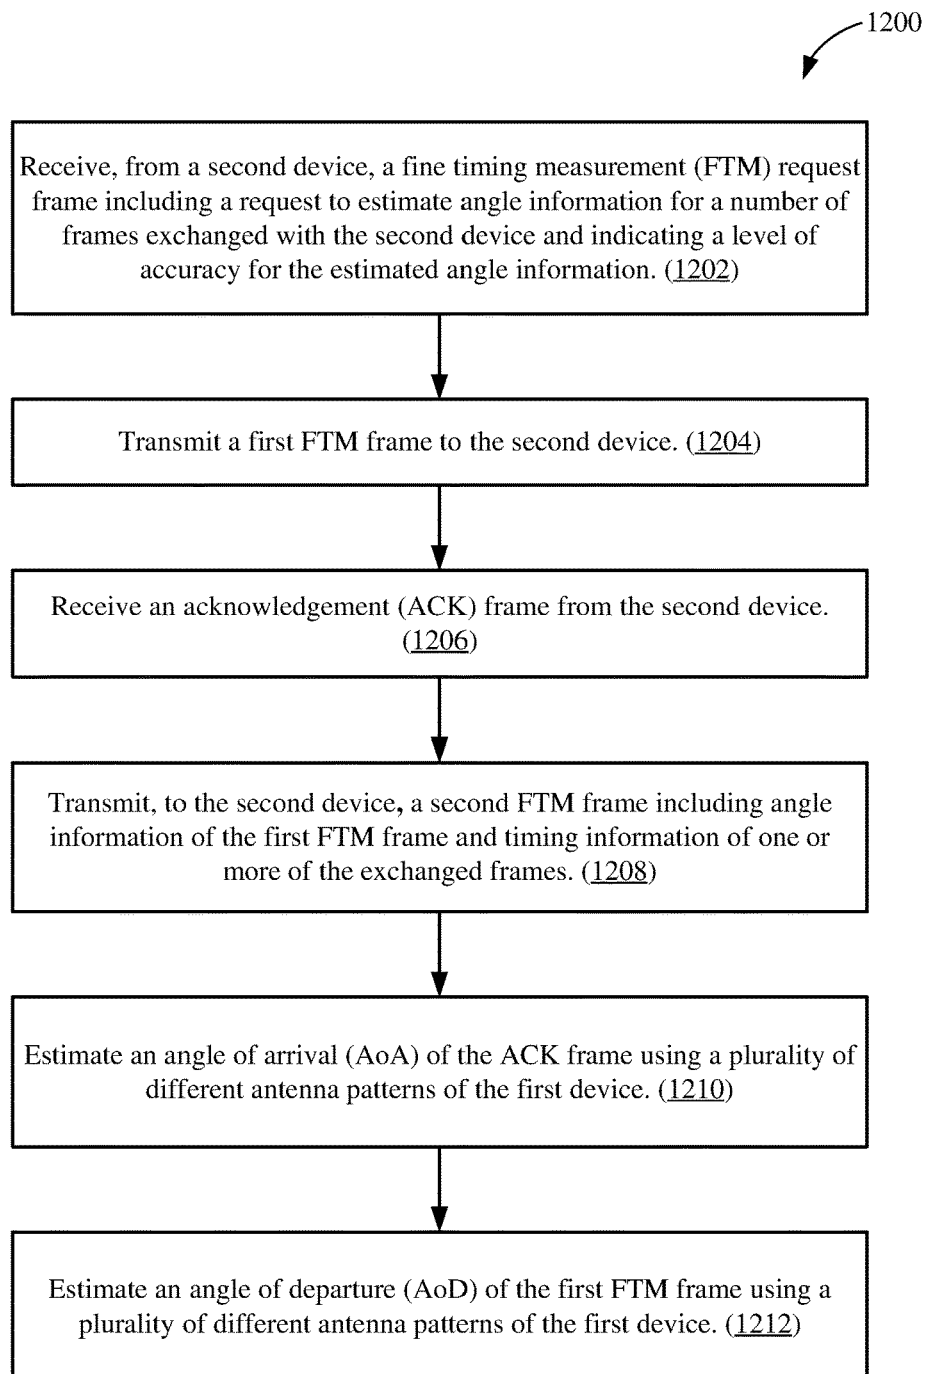 1200
Receive, from a second device, a fine timing measurement (FTM) request
frame including a request to estimate angle information for a number of
frames exchanged with the second device and indicating a level of
accuracy for the estimated angle information. (1202)
Transmit a first FTM frame to the second device. (1204)
Receive an acknowledgement (ACK) frame from the second device.
(1206)
Transmit, to the second device, a second FTM frame including angle
information of the first FTM frame and timing information of one or
more of the exchanged frames. (1208)
Estimate an angle of arrival (AoA) of the ACK frame using a plurality of
different antenna patterns of the first device. (1210)
Estimate an angle of departure (AoD) of the first FTM frame using a
plurality of different antenna patterns of the first device. (1212)